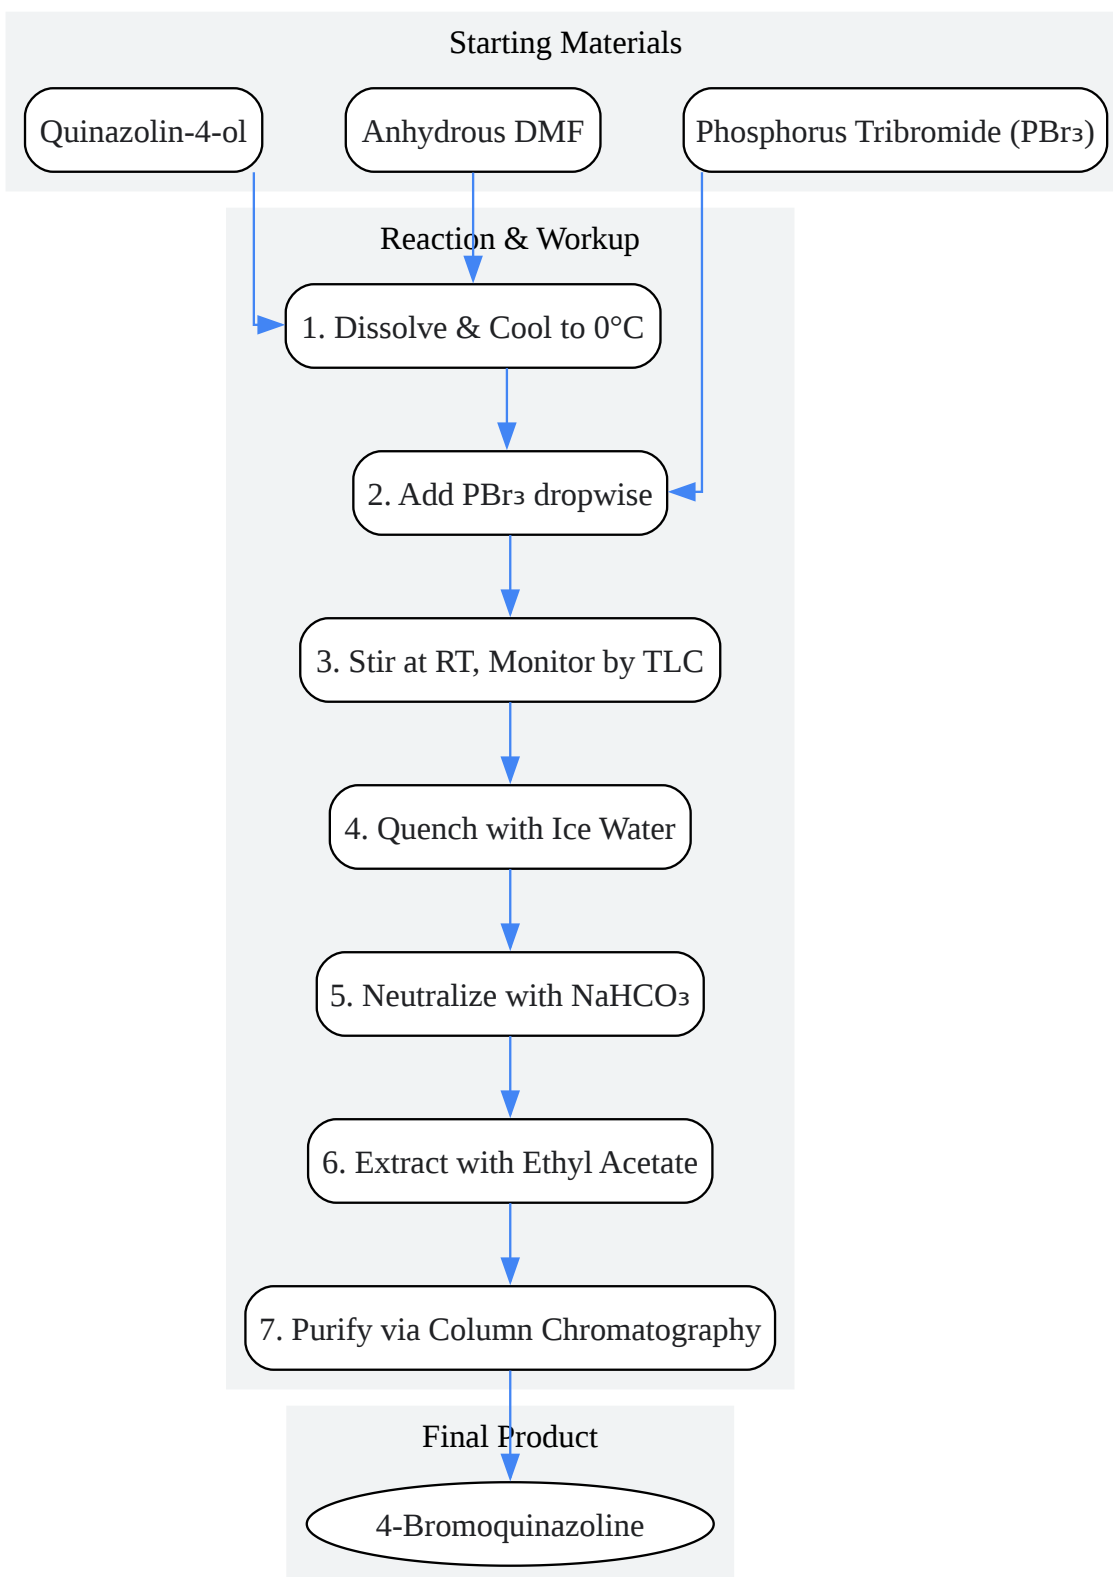 Starting Materials
Quinazolin-4-ol
Anhydrous DMF
Phosphorus Tribromide (PBr₃)
Reaction & Workup
1. Dissolve & Cool to 0°C
2. Add PBr₃ dropwise
3. Stir at RT, Monitor by TLC
4. Quench with Ice Water
5. Neutralize with NaHCO₃
6. Extract with Ethyl Acetate
7. Purify via Column Chromatography
Final Product
4-Bromoquinazoline